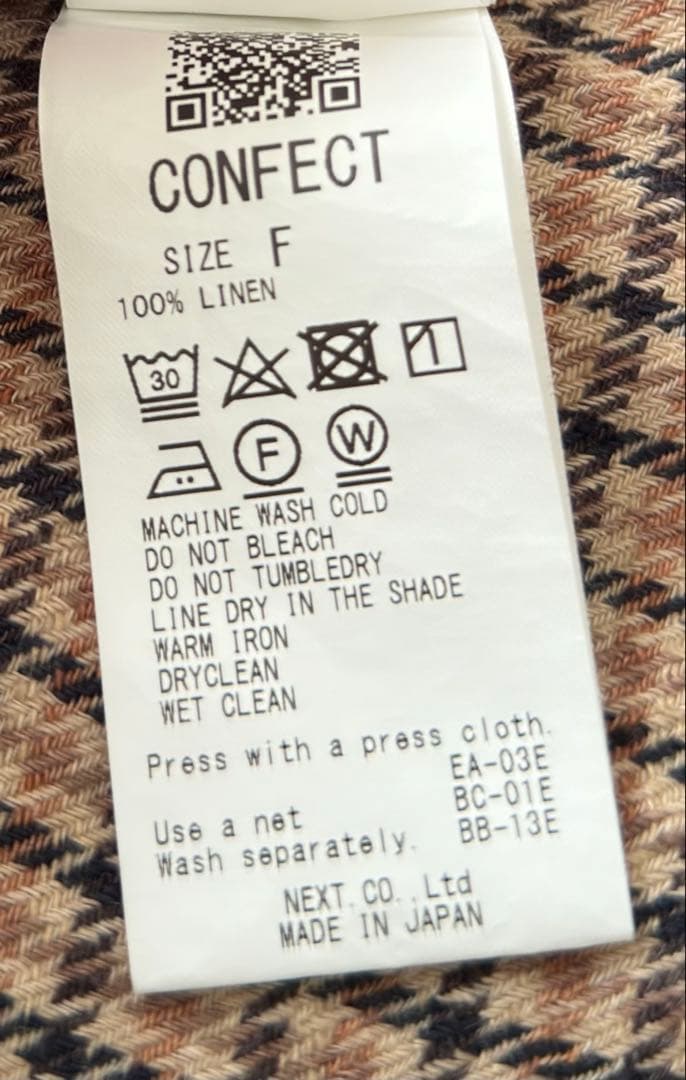 CONFECT
SIZE F
100% LINEN
30
F W
MACHINE WASH COLD
DO NOT BLEACH
DO NOT TUMBLEDRY
LINE DRY IN THE SHADE
WARM IRON
DRYCLEAN
WET CLEAN
Press with a press cloth.
EA-03E
BC-01E
Use a net
BB-13E
Wash separately.
NEXT.CO.,Ltd
MADE IN JAPAN